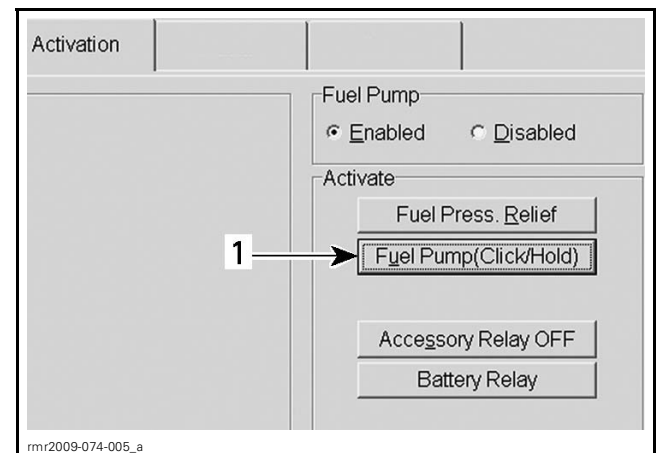 Activation
Fuel Pump
Enabled
Disabled
Activate
Fuel Press. Relief
1
Fuel Pump(Click/Hold)
Accessory Relay OFF
Battery Relay
rmr2009-074-005_a